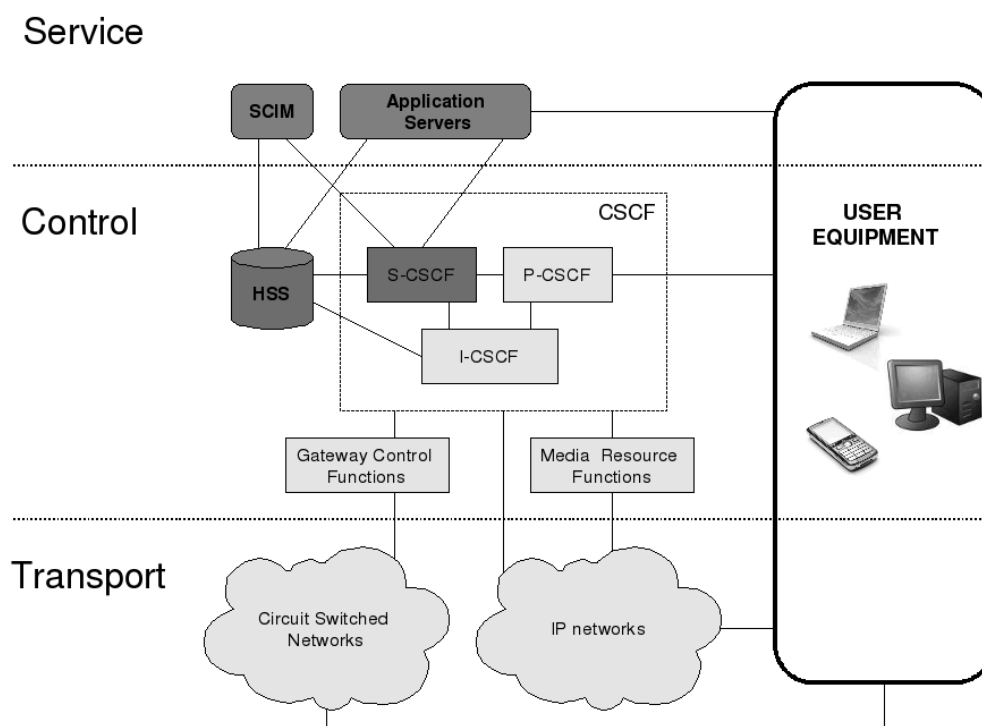 Service
SCIM
Application
Servers
Control
CSCF
USER
EQUIPMENT
S-CSCF
P-CSCF
HSS
I-CSCF
Gateway Control
Functions
Media Resource
Functions
Transport
Circuit Switched
Networks
IP networks